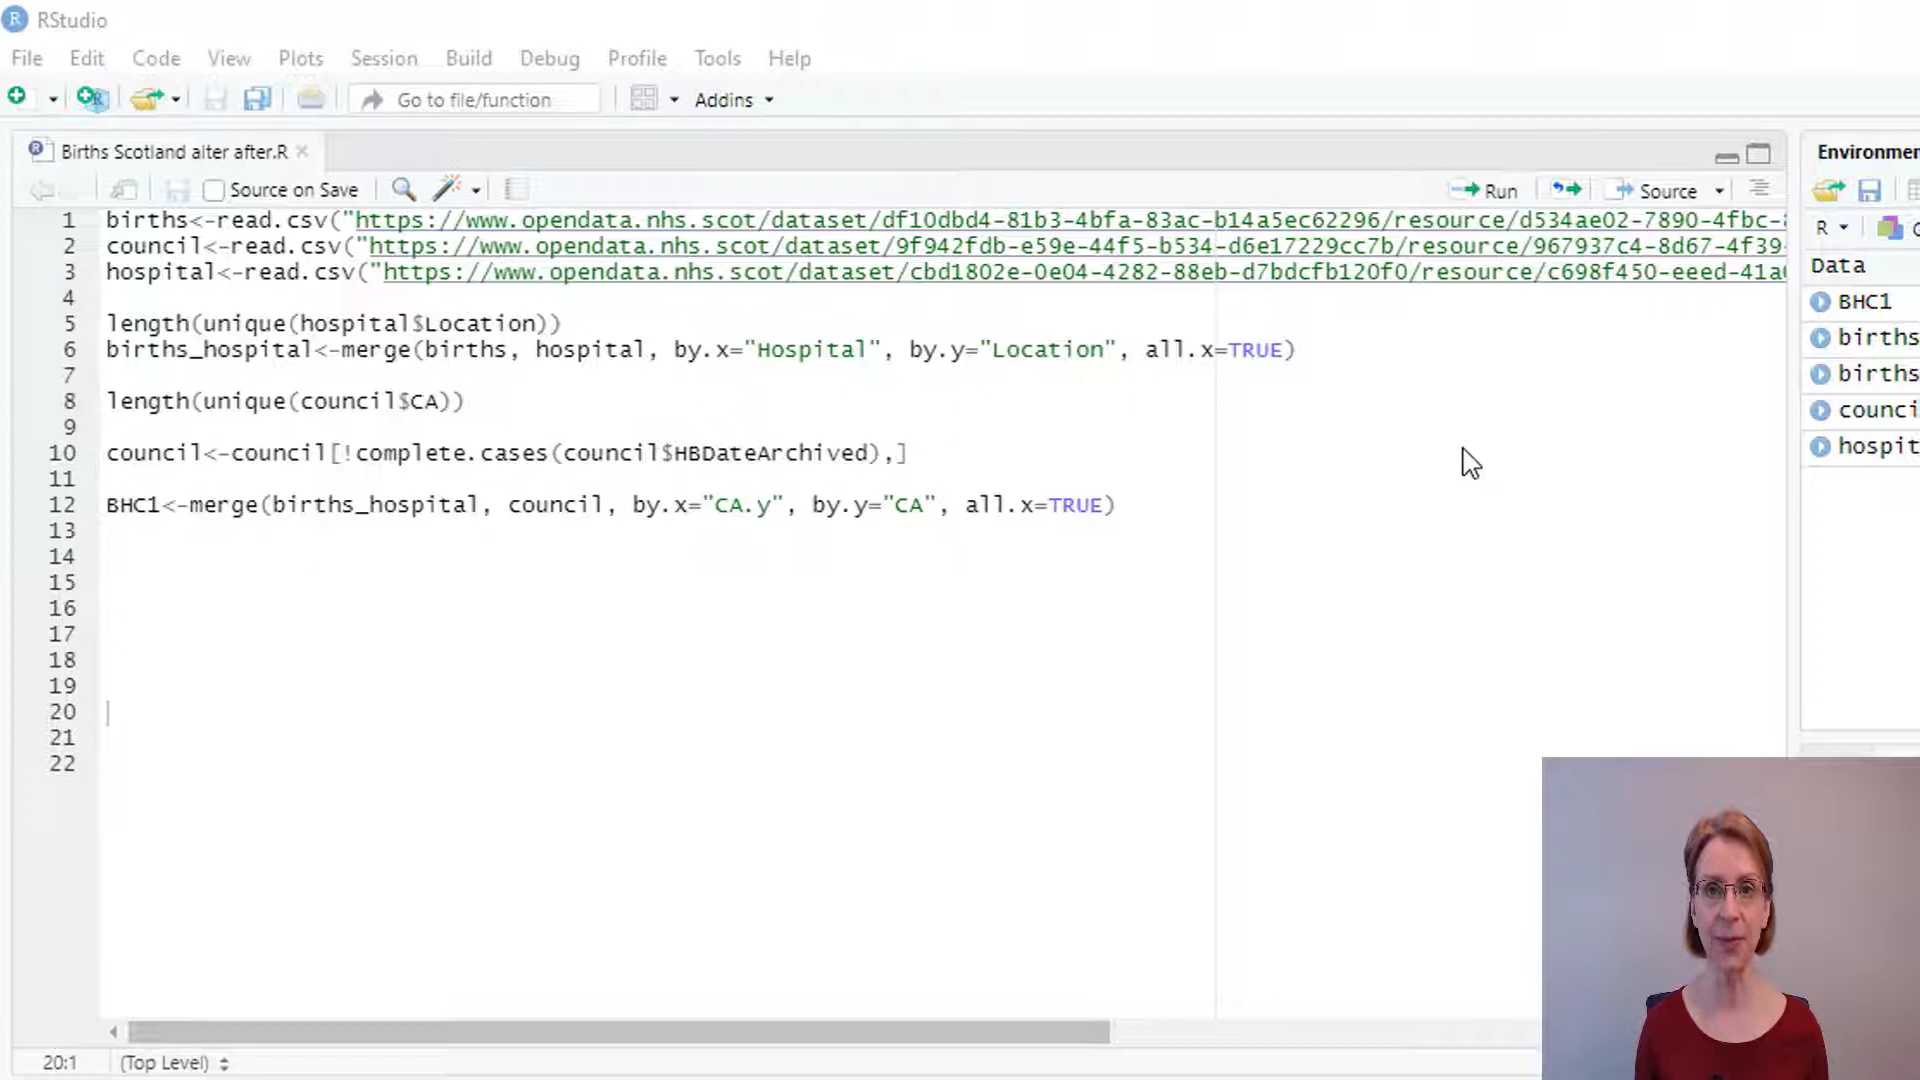 RStudio
File Edit Code View Plots Session Build Debug Profile Tools Help
Go to file/function Addins
Births Scotland alter after.R
Source on Save Run Source
1 births<-read.csv("https://www.opendata.nhs.scot/dataset/df10dbd4-81b3-4bfa-83ac-b14a5ec62296/resource/d534ae02-7890-4fbc-
2 council<-read.csv("https://www.opendata.nhs.scot/dataset/9f942fdb-e59e-44f5-b534-d6e17229cc7b/resource/967937c4-8d67-4f39-
3 hospital<-read.csv("https://www.opendata.nhs.scot/dataset/cbd1802e-0e04-4282-88eb-d7bdcfb120f0/resource/c698f450-eeed-41a
4
5 length(unique(hospital$Location))
6 births_hospital<-merge(births, hospital, by.x="Hospital", by.y="Location", all.x=TRUE)
7
8 length(unique(council$CA))
9
10 council<-council[!complete.cases(council$HBDateArchived),]
11
12 BHC1<-merge(births_hospital, council, by.x="CA.y", by.y="CA", all.x=TRUE)
13
14
15
16
17
18
19
20
21
22
20:1 (Top Level)
Environmen
R
Data
BHC1
births
births
counci
hospit